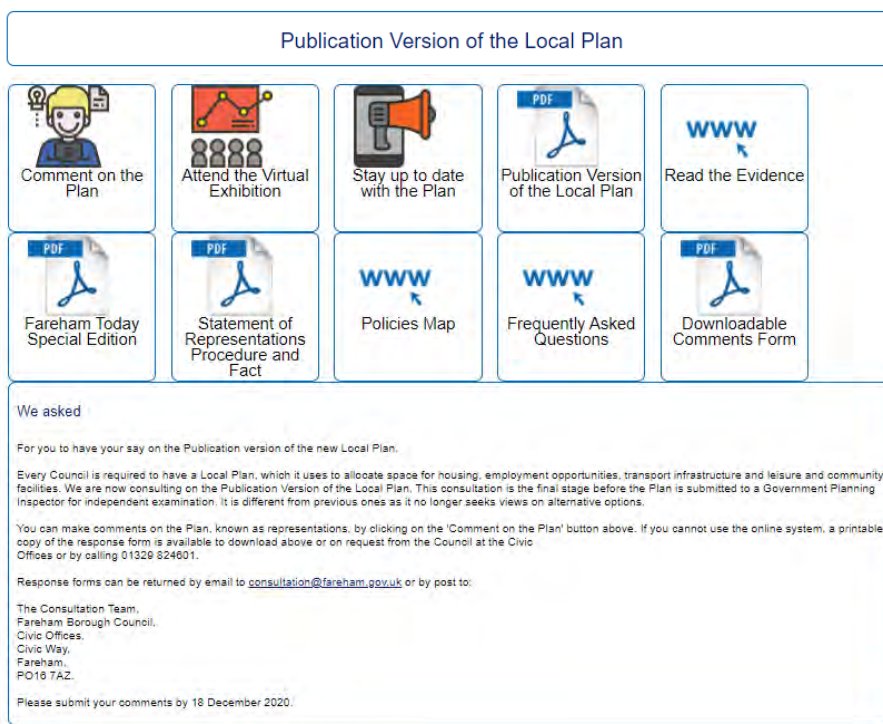 Publication Version of the Local Plan
PDF
www
Comment on the
Plan
Attend the Virtual
Exhibition
Stay up to date
with the Plan
Publication Version
of the Local Plan
Read the Evidence
PDF
PDF
www
www
PDF
Fareham Today
Special Edition
Statement of
Representations
Procedure and
Fact
Policies Map
Frequently Asked
Questions
Downloadable
Comments Form
We asked
For you to have your say on the Publication version of the new Local Plan.
Every Council is required to have a Local Plan, which it uses to allocate space for housing, employment opportunities, transport infrastructure and leisure and community
facilities. We are now consulting on the Publication Version of the Local Plan. This consultation is the final stage before the Plan is submitted to a Government Planning
Inspector for independent examination. It is different from previous ones as it no longer seeks views on alternative options.
You can make comments on the Plan, known as representations, by clicking on the 'Comment on the Plan' button above. If you cannot use the online system, a printable
copy of the response form is available to download above or on request from the Council at the Civic
Offices or by calling 01329 824601.
Response forms can be returned by email to consultation@fareham.gov.uk or by post to:
The Consultation Team,
Fareham Borough Council,
Civic Offices,
Civic Way,
Fareham,
PO16 7AZ.
Please submit your comments by 18 December 2020.